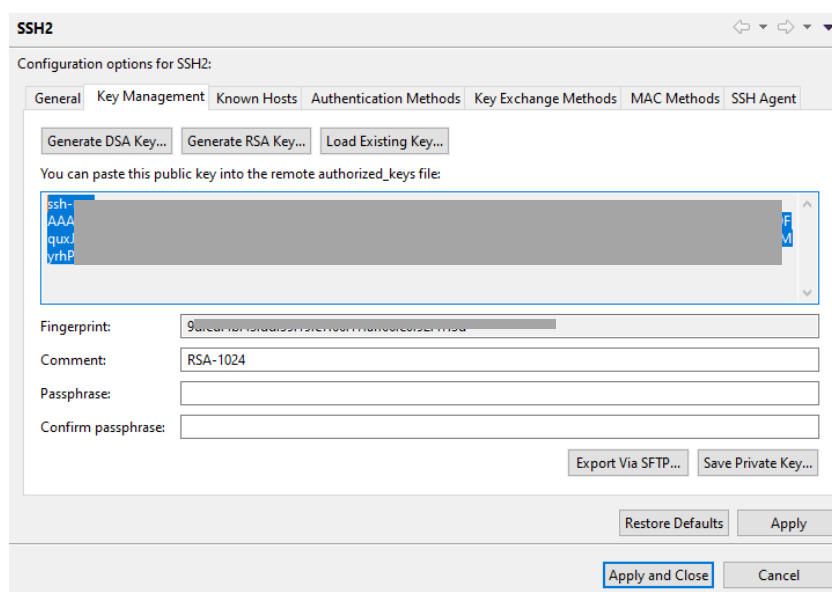 SSH2
Configuration options for SSH2:
General Key Management Known Hosts Authentication Methods Key Exchange Methods MAC Methods SSH Agent
Generate DSA Key... Generate RSA Key... Load Existing Key...
You can paste this public key into the remote authorized_keys file:
ssh-
AAA
quxJ M
yrhP
Fingerprint:
Comment: RSA-1024
Passphrase:
Confirm passphrase:
Export Via SFTP... Save Private Key...
Restore Defaults Apply
Apply and Close Cancel